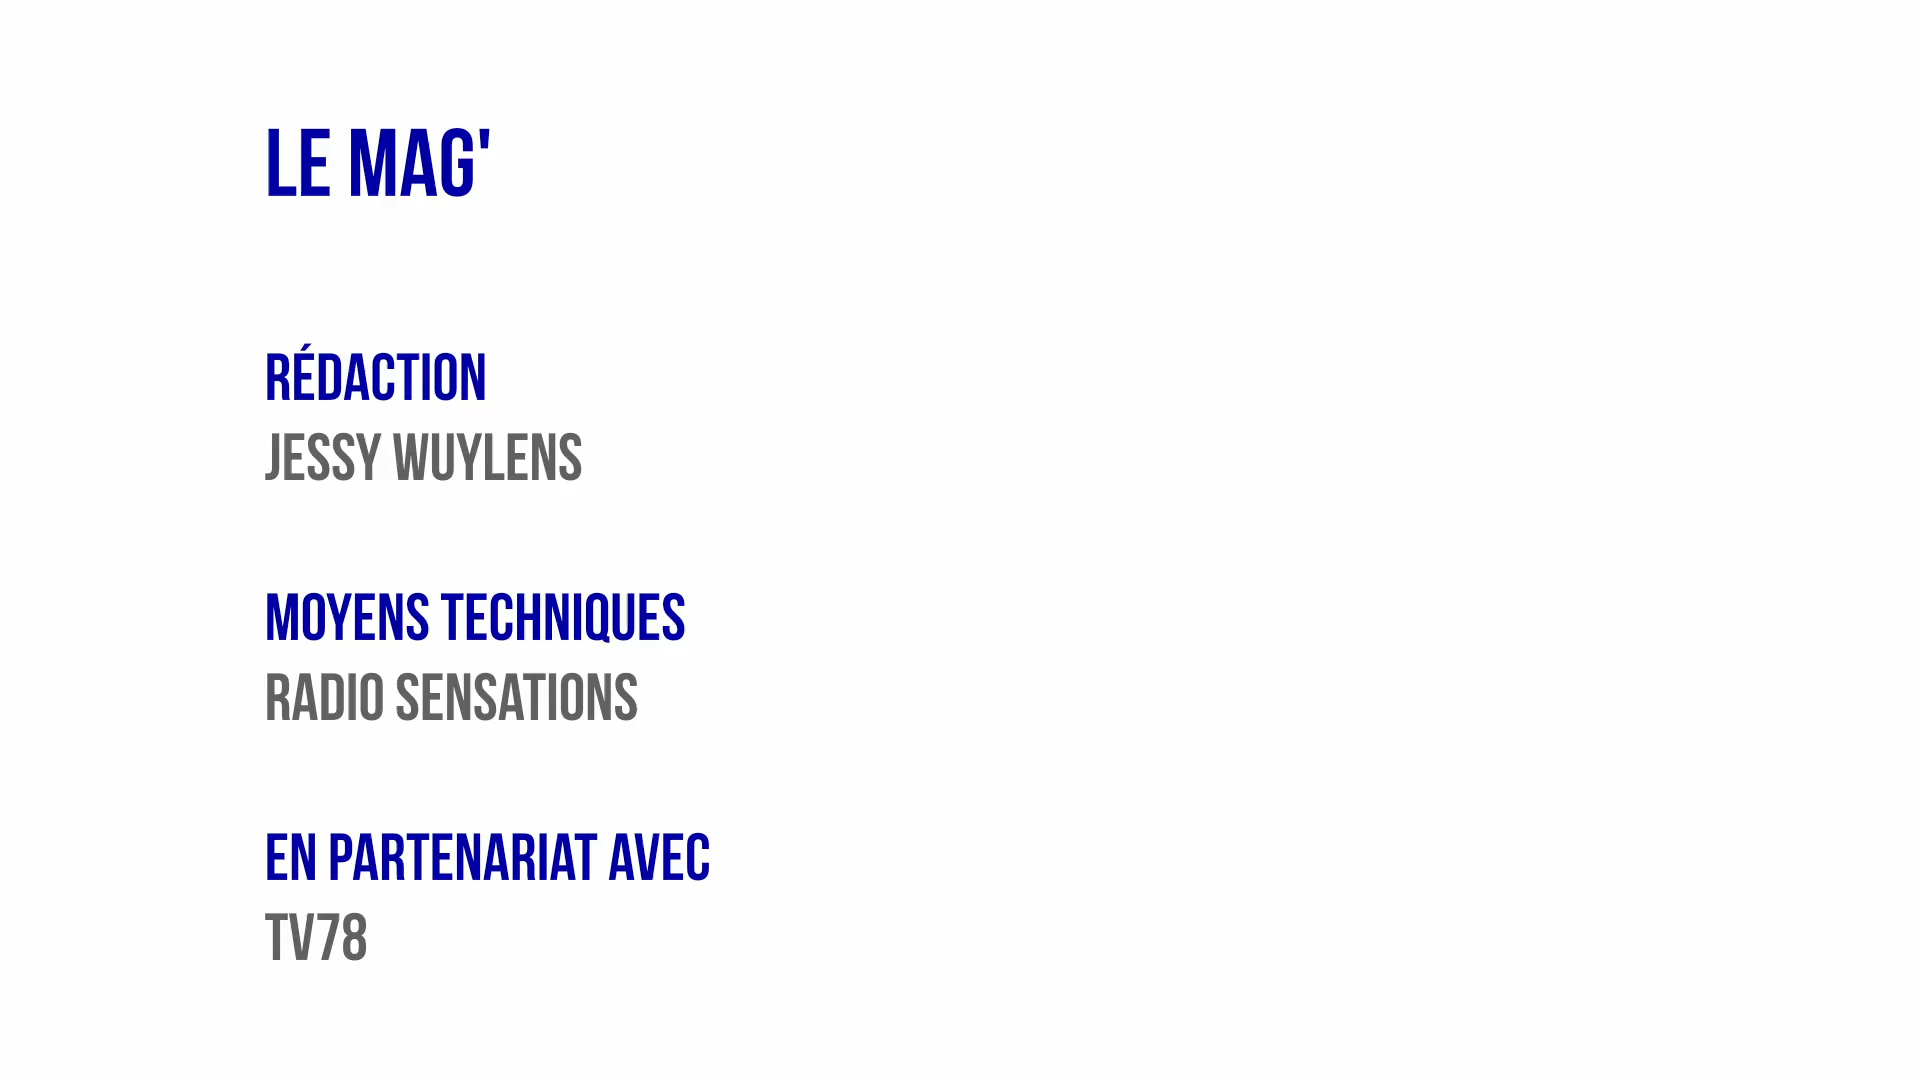 LE MAG'
RÉDACTION
JESSY WUYLENS
MOYENS TECHNIQUES
RADIO SENSATIONS
EN PARTENARIAT AVEC
TV78